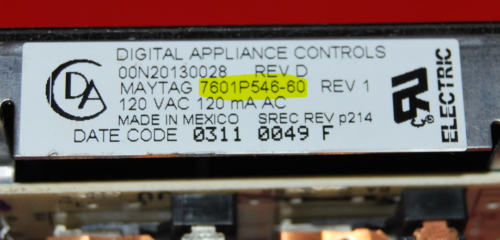 DIGITAL APPLIANCE CONTROLS
00N20130028 REV D
MAYTAG 7601P546-60 REV 1
120 VAC 120 mA AC
MADE IN MEXICO SREC REV p214
DATE CODE 0311 0049 F
DA
ELECTRIC